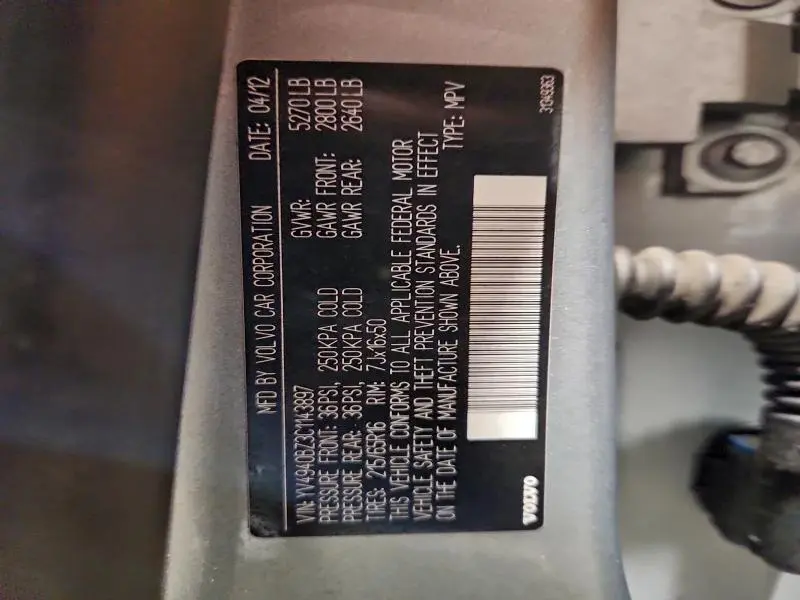 MFD BY VOLVO CAR CORPORATION DATE: 04/12
VIN: YV4940BZ3C1143897 GVWR: 5270 LB
PRESSURE FRONT: 36PSI, 250KPA COLD GAWR FRONT: 2800 LB
PRESSURE REAR: 36PSI, 250KPA COLD GAWR REAR: 2640 LB
TIRES: 215/65R16 RIM: 7Jx16x50
THIS VEHICLE CONFORMS TO ALL APPLICABLE FEDERAL MOTOR
VEHICLE SAFETY AND THEFT PREVENTION STANDARDS IN EFFECT
ON THE DATE OF MANUFACTURE SHOWN ABOVE. TYPE: MPV
VOLVO 31349363